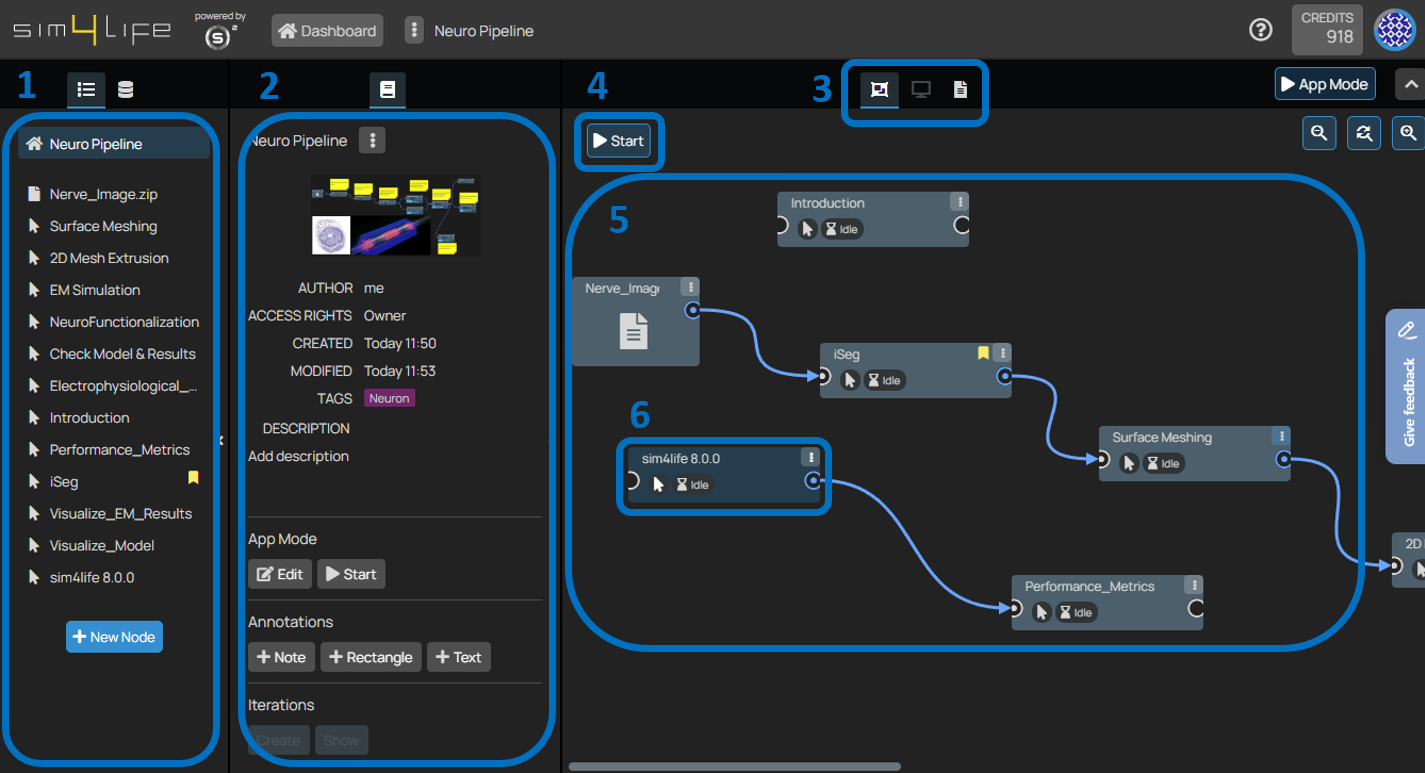 sim4life
powered by
S²
Dashboard
Neuro Pipeline
CREDITS
918
1
2
3
4
App Mode
Neuro Pipeline
Nerve_Image.zip
Surface Meshing
2D Mesh Extrusion
EM Simulation
NeuroFunctionalization
Check Model & Results
Electrophysiological_...
Introduction
Performance_Metrics
iSeg
Visualize_EM_Results
Visualize_Model
sim4life 8.0.0
New Node
Neuro Pipeline
AUTHOR me
ACCESS RIGHTS Owner
CREATED Today 11:50
MODIFIED Today 11:53
TAGS Neuron
DESCRIPTION
Add description
App Mode
Edit
Start
Annotations
Note
Rectangle
Text
Iterations
Create
Show
Start
5
Introduction
Idle
Nerve_Imag
iSeg
Idle
6
sim4life 8.0.0
Idle
Surface Meshing
Idle
Performance_Metrics
Idle
2D
Give feedback